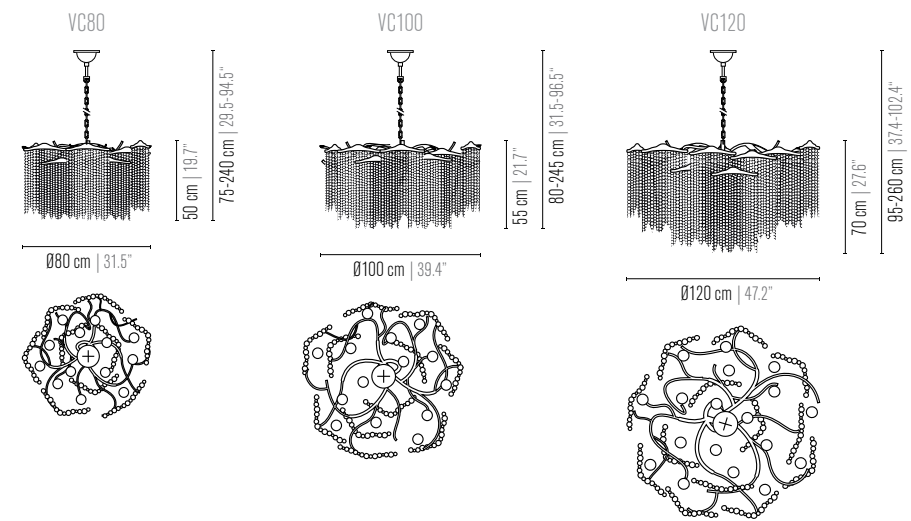 VC80
50 cm | 19.7"
75-240 cm | 29.5-94.5"
Ø80 cm | 31.5"
VC100
55 cm | 21.7"
80-245 cm | 31.5-96.5"
Ø100 cm | 39.4"
VC120
70 cm | 27.6"
95-260 cm | 37.4-102.4"
Ø120 cm | 47.2"